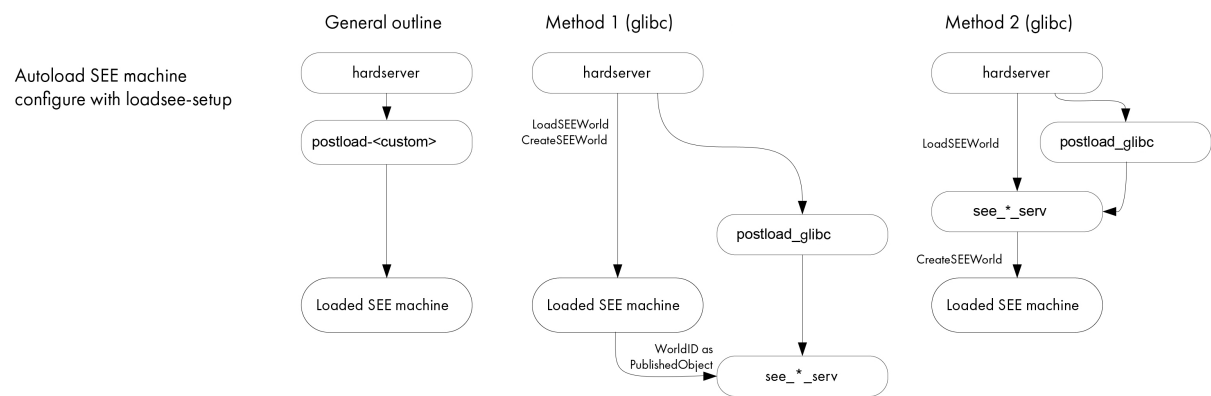 General outline
Method 1 (glibc)
Method 2 (glibc)
Autoload SEE machine
configure with loadsee-setup
hardserver
postload-<custom>
Loaded SEE machine
hardserver
LoadSEEWorld
CreateSEEWorld
postload_glibc
Loaded SEE machine
WorldID as
PublishedObject
see_*_serv
hardserver
LoadSEEWorld
postload_glibc
see_*_serv
CreateSEEWorld
Loaded SEE machine